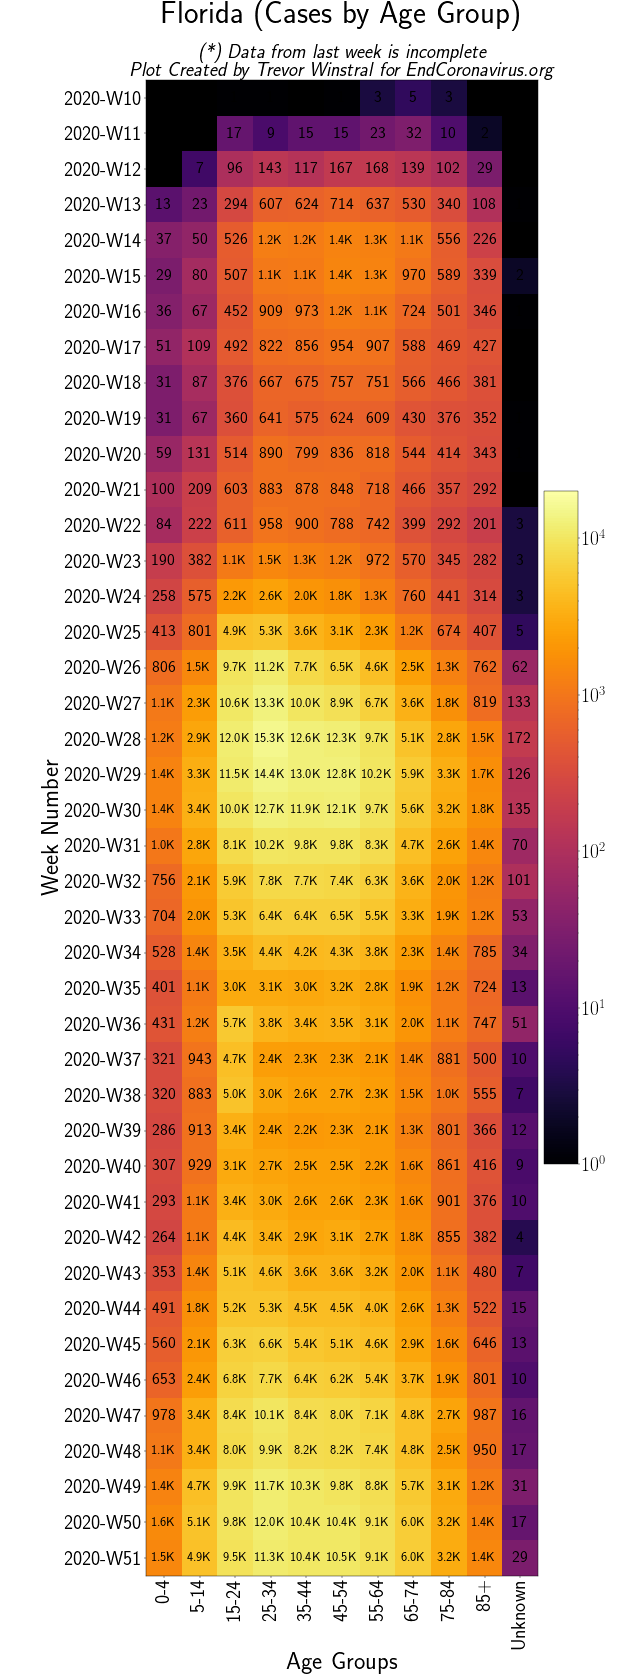 Florida (Cases by Age Group)
(*) Data from last week is incomplete
Plot Created by Trevor Winstral for EndCoronavirus.org
2020-W10 3 5 3
2020-W11 17 9 15 15 23 32 10 2
2020-W12 7 96 143 117 167 168 139 102 29
2020-W13 13 23 294 607 624 714 637 530 340 108
2020-W14 37 50 526 1.2K 1.2K 1.4K 1.3K 1.1K 556 226
2020-W15 29 80 507 1.1K 1.1K 1.4K 1.3K 970 589 339 2
2020-W16 36 67 452 909 973 1.2K 1.1K 724 501 346
2020-W17 51 109 492 822 856 954 907 588 469 427
2020-W18 31 87 376 667 675 757 751 566 466 381
2020-W19 31 67 360 641 575 624 609 430 376 352
2020-W20 59 131 514 890 799 836 818 544 414 343
2020-W21 100 209 603 883 878 848 718 466 357 292
2020-W22 84 222 611 958 900 788 742 399 292 201 3
2020-W23 190 382 1.1K 1.5K 1.3K 1.2K 972 570 345 282 3
2020-W24 258 575 2.2K 2.6K 2.0K 1.8K 1.3K 760 441 314 3
2020-W25 413 801 4.9K 5.3K 3.6K 3.1K 2.3K 1.2K 674 407 5
2020-W26 806 1.5K 9.7K 11.2K 7.7K 6.5K 4.6K 2.5K 1.3K 762 62
2020-W27 1.1K 2.3K 10.6K 13.3K 10.0K 8.9K 6.7K 3.6K 1.8K 819 133
2020-W28 1.2K 2.9K 12.0K 15.3K 12.6K 12.3K 9.7K 5.1K 2.8K 1.5K 172
2020-W29 1.4K 3.3K 11.5K 14.4K 13.0K 12.8K 10.2K 5.9K 3.3K 1.7K 126
2020-W30 1.4K 3.4K 10.0K 12.7K 11.9K 12.1K 9.7K 5.6K 3.2K 1.8K 135
2020-W31 1.0K 2.8K 8.1K 10.2K 9.8K 9.8K 8.3K 4.7K 2.6K 1.4K 70
2020-W32 756 2.1K 5.9K 7.8K 7.7K 7.4K 6.3K 3.6K 2.0K 1.2K 101
2020-W33 704 2.0K 5.3K 6.4K 6.4K 6.5K 5.5K 3.3K 1.9K 1.2K 53
2020-W34 528 1.4K 3.5K 4.4K 4.2K 4.3K 3.8K 2.3K 1.4K 785 34
2020-W35 401 1.1K 3.0K 3.1K 3.0K 3.2K 2.8K 1.9K 1.2K 724 13
2020-W36 431 1.2K 5.7K 3.8K 3.4K 3.5K 3.1K 2.0K 1.1K 747 51
2020-W37 321 943 4.7K 2.4K 2.3K 2.3K 2.1K 1.4K 881 500 10
2020-W38 320 883 5.0K 3.0K 2.6K 2.7K 2.3K 1.5K 1.0K 555 7
2020-W39 286 913 3.4K 2.4K 2.2K 2.3K 2.1K 1.3K 801 366 12
2020-W40 307 929 3.1K 2.7K 2.5K 2.5K 2.2K 1.6K 861 416 9
2020-W41 293 1.1K 3.4K 3.0K 2.6K 2.6K 2.3K 1.6K 901 376 10
2020-W42 264 1.1K 4.4K 3.4K 2.9K 3.1K 2.7K 1.8K 855 382 4
2020-W43 353 1.4K 5.1K 4.6K 3.6K 3.6K 3.2K 2.0K 1.1K 480 7
2020-W44 491 1.8K 5.2K 5.3K 4.5K 4.5K 4.0K 2.6K 1.3K 522 15
2020-W45 560 2.1K 6.3K 6.6K 5.4K 5.1K 4.6K 2.9K 1.6K 646 13
2020-W46 653 2.4K 6.8K 7.7K 6.4K 6.2K 5.4K 3.7K 1.9K 801 10
2020-W47 978 3.4K 8.4K 10.1K 8.4K 8.0K 7.1K 4.8K 2.7K 987 16
2020-W48 1.1K 3.4K 8.0K 9.9K 8.2K 8.2K 7.4K 4.8K 2.5K 950 17
2020-W49 1.4K 4.7K 9.9K 11.7K 10.3K 9.8K 8.8K 5.7K 3.1K 1.2K 31
2020-W50 1.6K 5.1K 9.8K 12.0K 10.4K 10.4K 9.1K 6.0K 3.2K 1.4K 17
2020-W51 1.5K 4.9K 9.5K 11.3K 10.4K 10.5K 9.1K 6.0K 3.2K 1.4K 29
0-4 5-14 15-24 25-34 35-44 45-54 55-64 65-74 75-84 85+ Unknown
Age Groups
Week Number
10⁴
10³
10²
10¹
10⁰